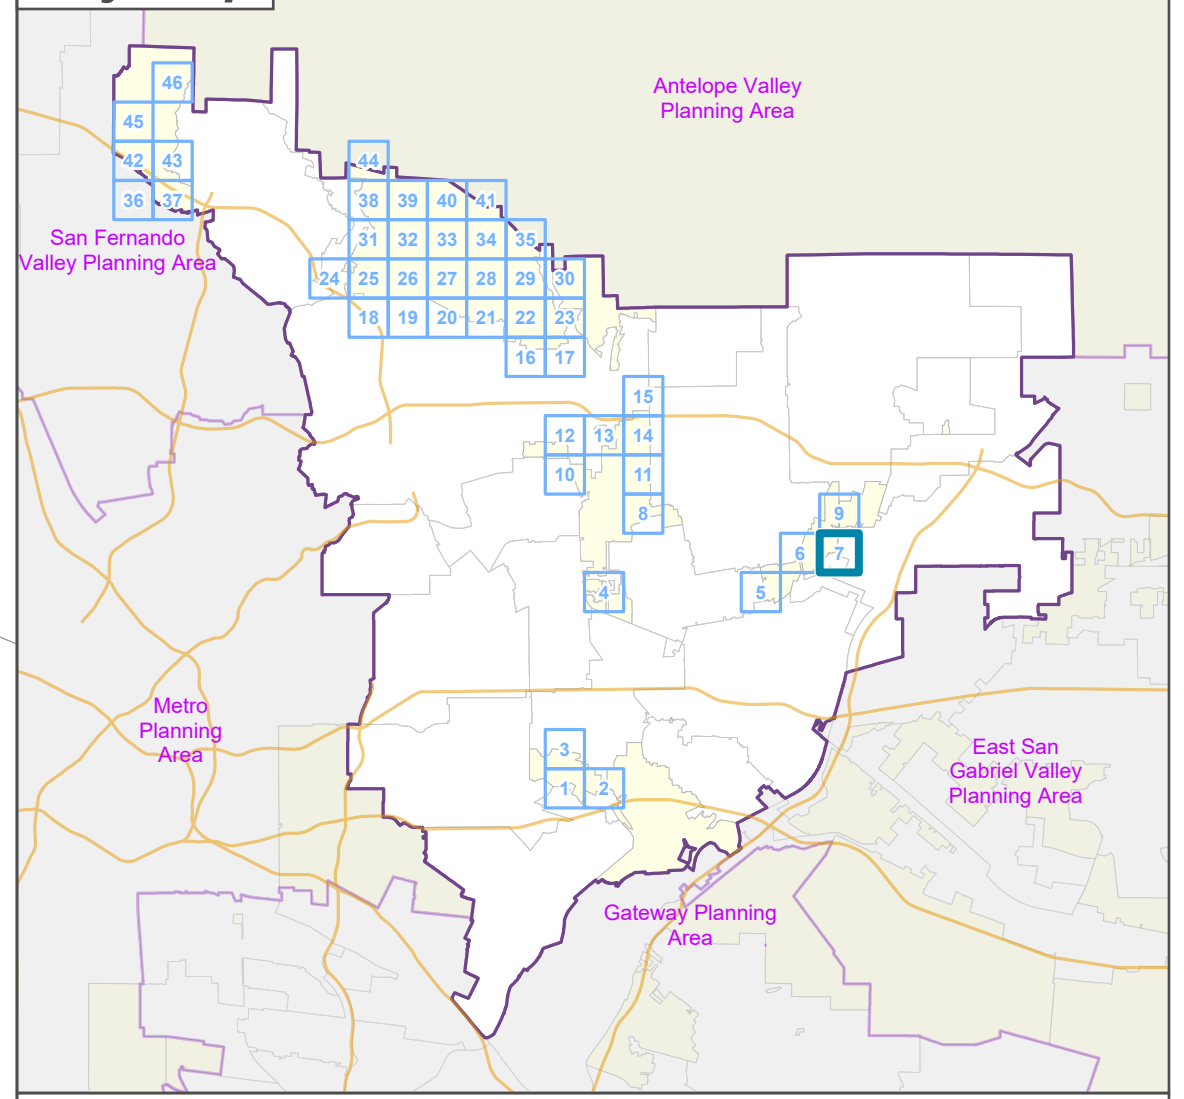 Antelope Valley
Planning Area
46
45
42 43
44
36 37
38 39 40 41
San Fernando
Valley Planning Area
31 32 33 34 35
24 25 26 27 28 29 30
18 19 20 21 22 23
16 17
15
12 13 14
10 11
8 9
6 7
4 5
Metro
Planning
Area
3
East San
Gabriel Valley
Planning Area
1 2
Gateway Planning
Area